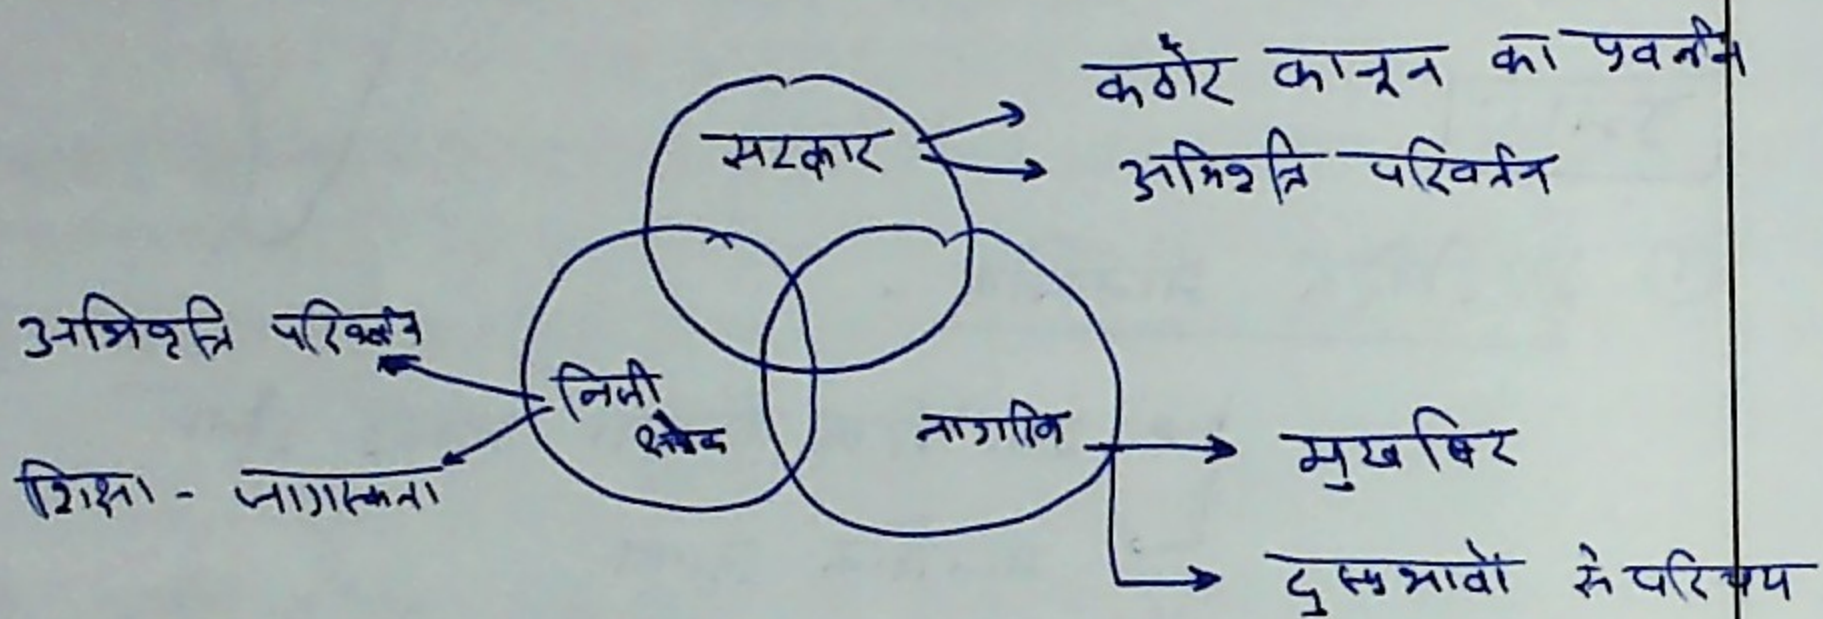 कठोर कानून का प्रवर्तन
सरकार
अभिवृत्ति परिवर्तन
अभिवृत्ति परिवर्तन
निजी
नागरिक
मुखबिर
शिक्षा - जागरूकता
दुष्प्रभावों से परिचय